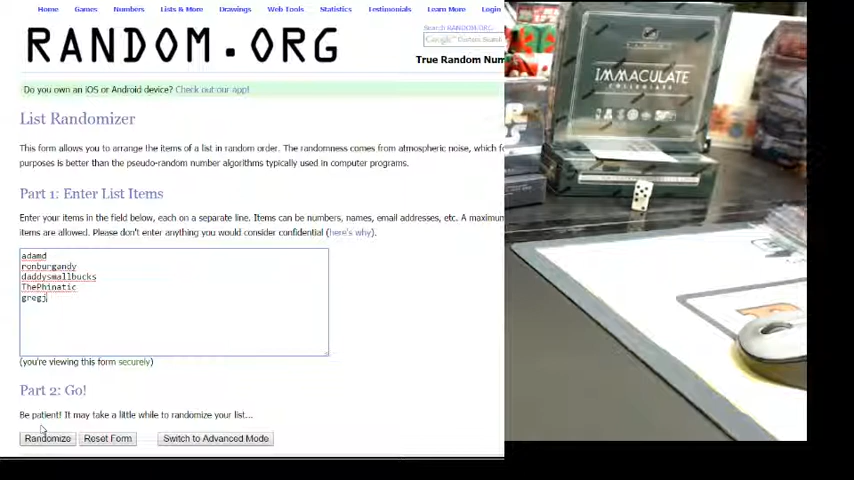 Home Games Numbers Lists & More Drawings Web Tools Statistics Testimonials Learn More Login
RANDOM.ORG
Search RANDOM.ORG
Google™ Custom Search
True Random Num
Do you own an iOS or Android device? Check out our app!
List Randomizer
This form allows you to arrange the items of a list in random order. The randomness comes from atmospheric noise, which fo
purposes is better than the pseudo-random number algorithms typically used in computer programs.
Part 1: Enter List Items
Enter your items in the field below, each on a separate line. Items can be numbers, names, email addresses, etc. A maximum
items are allowed. Please don't enter anything you would consider confidential (here's why).
adamd
ronburgandy
daddysmallbucks
ThePhinatic
gregj
(you're viewing this form securely)
Part 2: Go!
Be patient! It may take a little while to randomize your list...
Randomize Reset Form Switch to Advanced Mode
IMMACULATE
COLLEGIATE